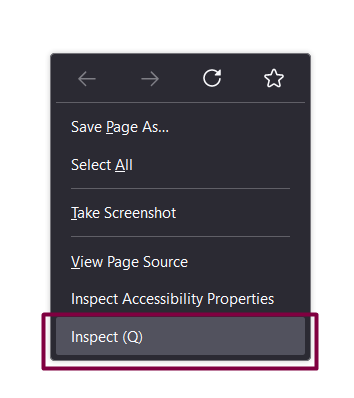 Save Page As...
Select All
Take Screenshot
View Page Source
Inspect Accessibility Properties
Inspect (Q)